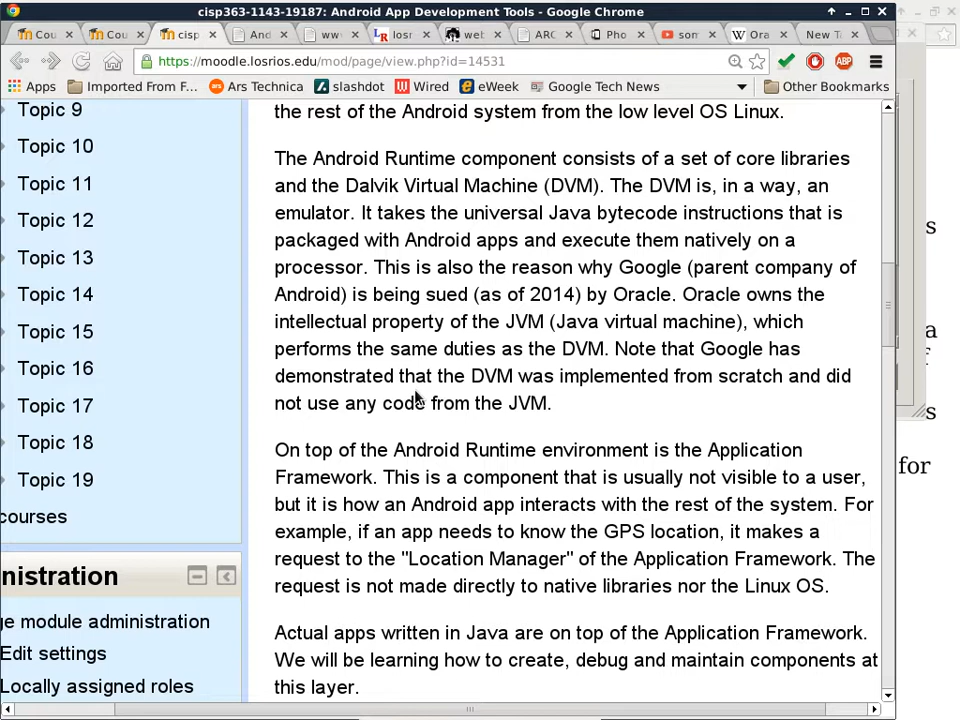 cisp363-1143-19187: Android App Development Tools - Google Chrome
Cou
Cou
cisp
And
ww
losr
web
ARC
Pho
som
Ora
New T
https://moodle.losrios.edu/mod/page/view.php?id=14531
Apps
Imported From F...
Ars Technica
slashdot
Wired
eWeek
Google Tech News
Other Bookmarks
Topic 9
Topic 10
Topic 11
Topic 12
Topic 13
Topic 14
Topic 15
Topic 16
Topic 17
Topic 18
Topic 19
courses
nistration
ge module administration
Edit settings
Locally assigned roles
the rest of the Android system from the low level OS Linux.
The Android Runtime component consists of a set of core libraries
and the Dalvik Virtual Machine (DVM). The DVM is, in a way, an
emulator. It takes the universal Java bytecode instructions that is
packaged with Android apps and execute them natively on a
processor. This is also the reason why Google (parent company of
Android) is being sued (as of 2014) by Oracle. Oracle owns the
intellectual property of the JVM (Java virtual machine), which
performs the same duties as the DVM. Note that Google has
demonstrated that the DVM was implemented from scratch and did
not use any code from the JVM.
On top of the Android Runtime environment is the Application
Framework. This is a component that is usually not visible to a user,
but it is how an Android app interacts with the rest of the system. For
example, if an app needs to know the GPS location, it makes a
request to the "Location Manager" of the Application Framework. The
request is not made directly to native libraries nor the Linux OS.
Actual apps written in Java are on top of the Application Framework.
We will be learning how to create, debug and maintain components at
this layer.
s
a
s
for